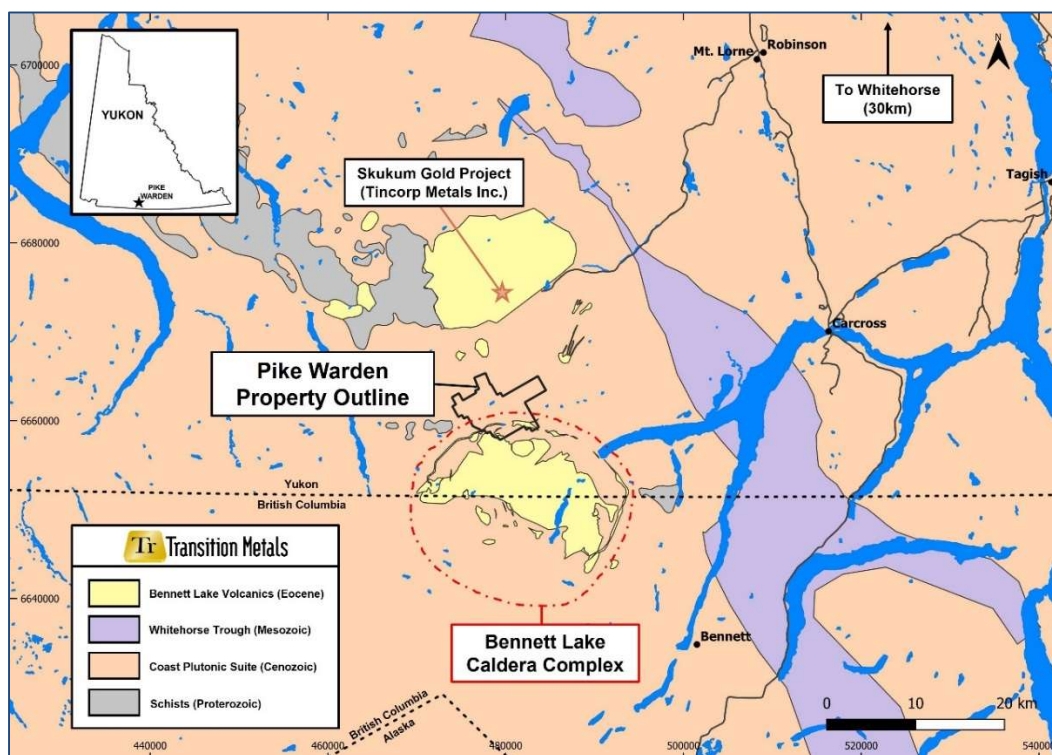 6700000
6680000
6660000
6640000
YUKON
PIKE
WARDEN
Mt. Lorne
Robinson
N
To Whitehorse
(30km)
Skukum Gold Project
(Tincorp Metals Inc.)
Tagish
Carcross
Pike Warden
Property Outline
Yukon
British Columbia
Tr Transition Metals
Bennett Lake Volcanics (Eocene)
Whitehorse Trough (Mesozoic)
Coast Plutonic Suite (Cenozoic)
Schists (Proterozoic)
Bennett Lake
Caldera Complex
Bennett
British Columbia
Alaska
0 10 20 km
440000 460000 480000 500000 520000 540000